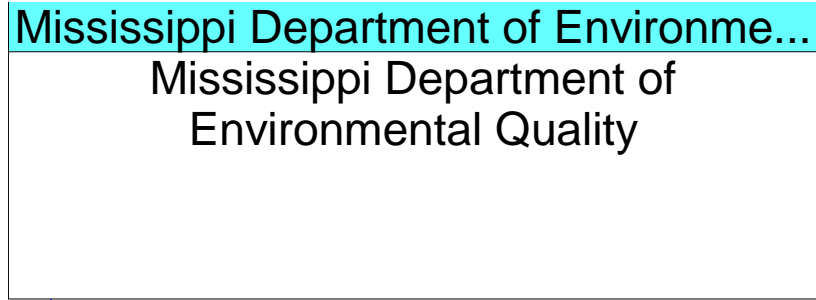 Mississippi Department of Environme...
Mississippi Department of
Environmental Quality